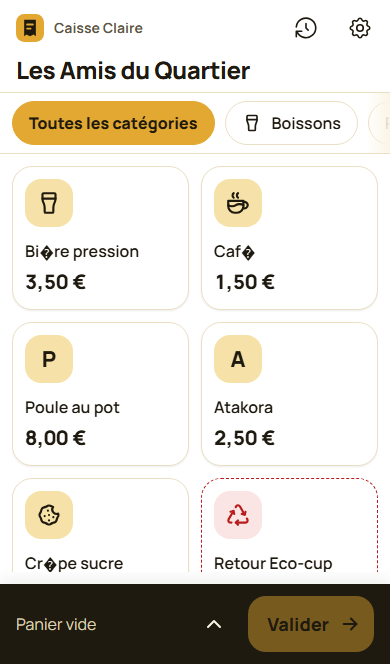 Caisse Claire
Les Amis du Quartier
Toutes les catégories
Boissons
Bi�re pression
3,50 €
Caf�
1,50 €
P
Poule au pot
8,00 €
A
Atakora
2,50 €
Cr�pe sucre
Retour Eco-cup
Panier vide
Valider